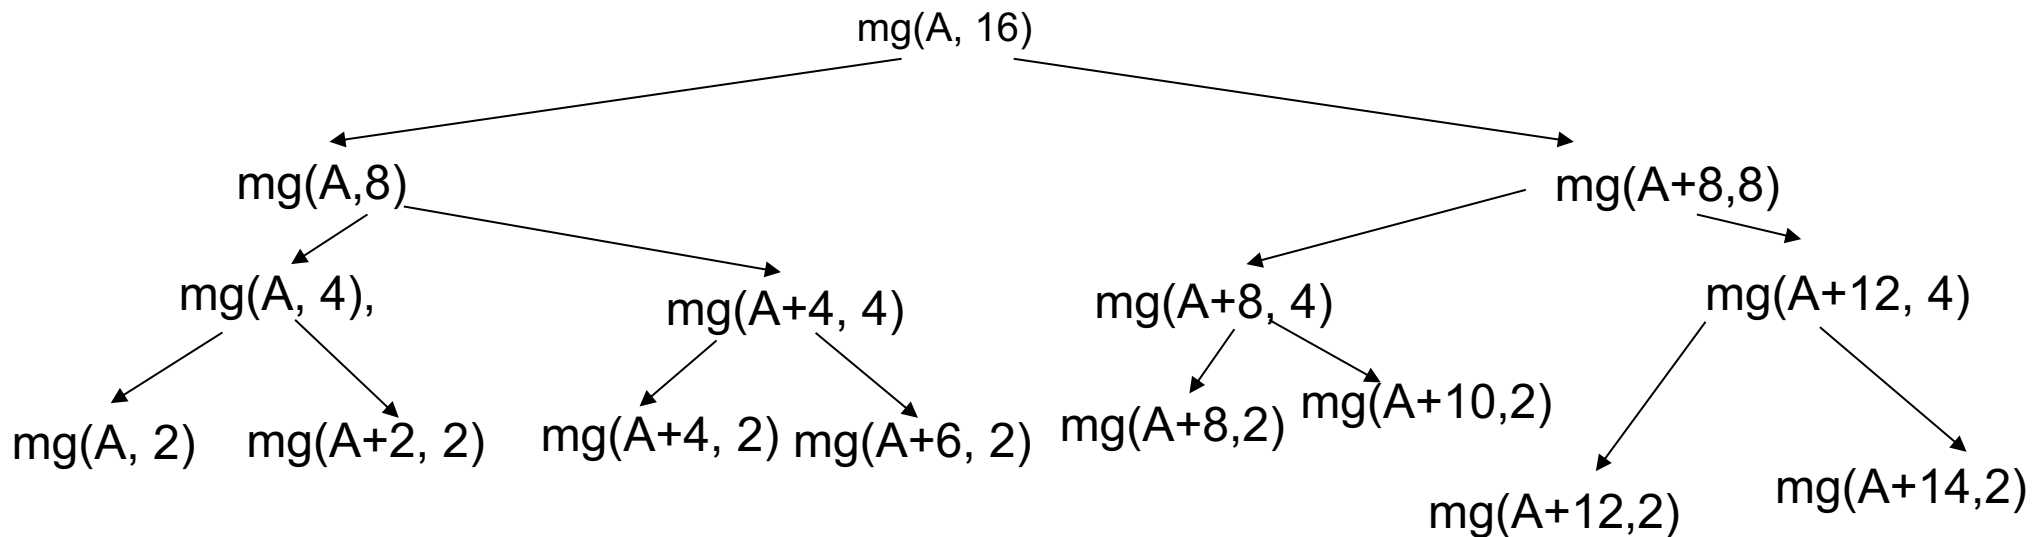 mg(A, 16)
mg(A,8)
mg(A+8,8)
mg(A, 4),
mg(A+4, 4)
mg(A+8, 4)
mg(A+12, 4)
mg(A, 2)
mg(A+2, 2)
mg(A+4, 2)
mg(A+6, 2)
mg(A+8,2)
mg(A+10,2)
mg(A+12,2)
mg(A+14,2)